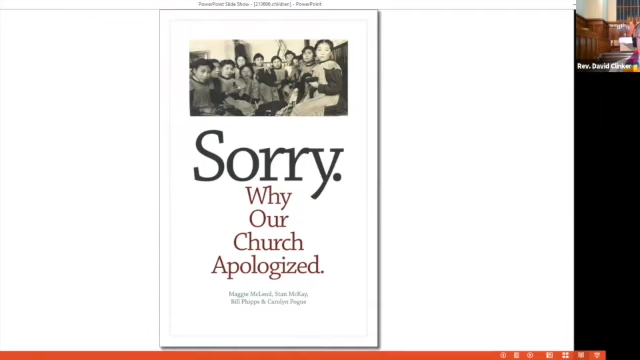 PowerPoint Slide Show - [210606.children] - PowerPoint
Rev. David Clinker
Sorry.
Why
Our
Church
Apologized.
Maggie McLeod, Stan McKay,
Bill Phipps & Carolyn Pogue